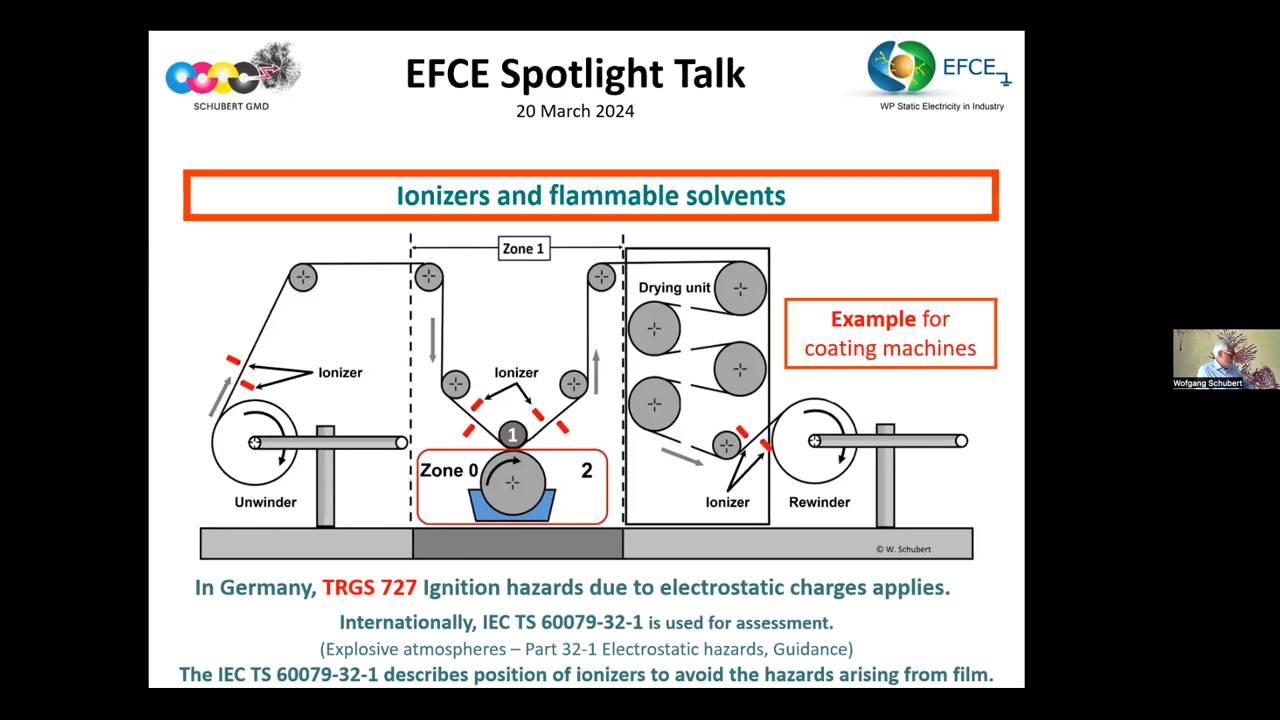 SCHUBERT GMD
EFCE Spotlight Talk
20 March 2024
EFCE
WP Static Electricity in Industry
Ionizers and flammable solvents
Zone 1
Drying unit
Example for
coating machines
Ionizer
Ionizer
1
Zone 0
2
Unwinder
Ionizer
Rewinder
© W. Schubert
In Germany, TRGS 727 Ignition hazards due to electrostatic charges applies.
Internationally, IEC TS 60079-32-1 is used for assessment.
(Explosive atmospheres – Part 32-1 Electrostatic hazards, Guidance)
The IEC TS 60079-32-1 describes position of ionizers to avoid the hazards arising from film.
Wofgang Schubert